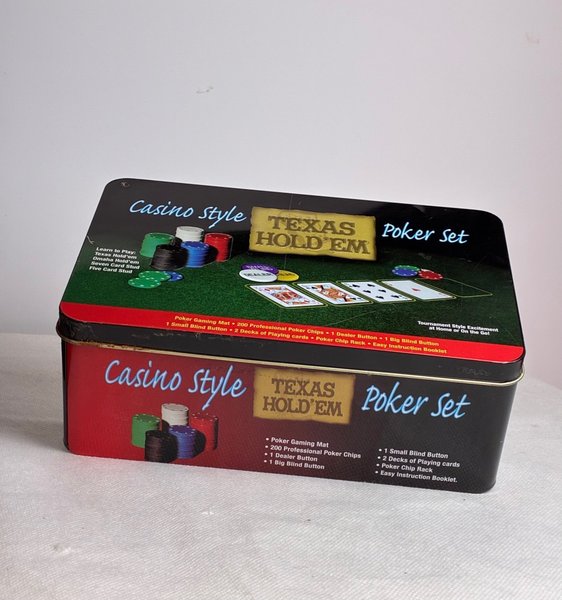 Casino Style
TEXAS
HOLD'EM
Poker Set
Learn to Play:
Texas Hold'em
Omaha Hold'em
Seven Card Stud
Five Card Stud
DEALER
Tournament Style Excitement
at Home or On the Go!
Poker Gaming Mat • 200 Professional Poker Chips • 1 Dealer Button • 1 Big Blind Button
1 Small Blind Button • 2 Decks of Playing cards • Poker Chip Rack • Easy Instruction Booklet
Casino Style
TEXAS
HOLD'EM
Poker Set
• Poker Gaming Mat
• 200 Professional Poker Chips
• 1 Dealer Button
• 1 Big Blind Button
• 1 Small Blind Button
• 2 Decks of Playing cards
• Poker Chip Rack
• Easy Instruction Booklet.